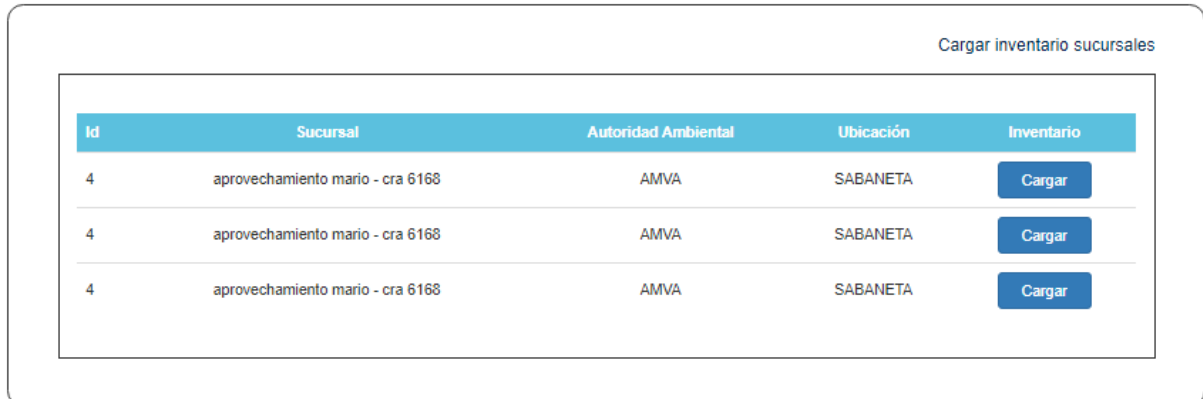 Cargar inventario sucursales
Id Sucursal Autoridad Ambiental Ubicación Inventario
4 aprovechamiento mario - cra 6168 AMVA SABANETA Cargar
4 aprovechamiento mario - cra 6168 AMVA SABANETA Cargar
4 aprovechamiento mario - cra 6168 AMVA SABANETA Cargar